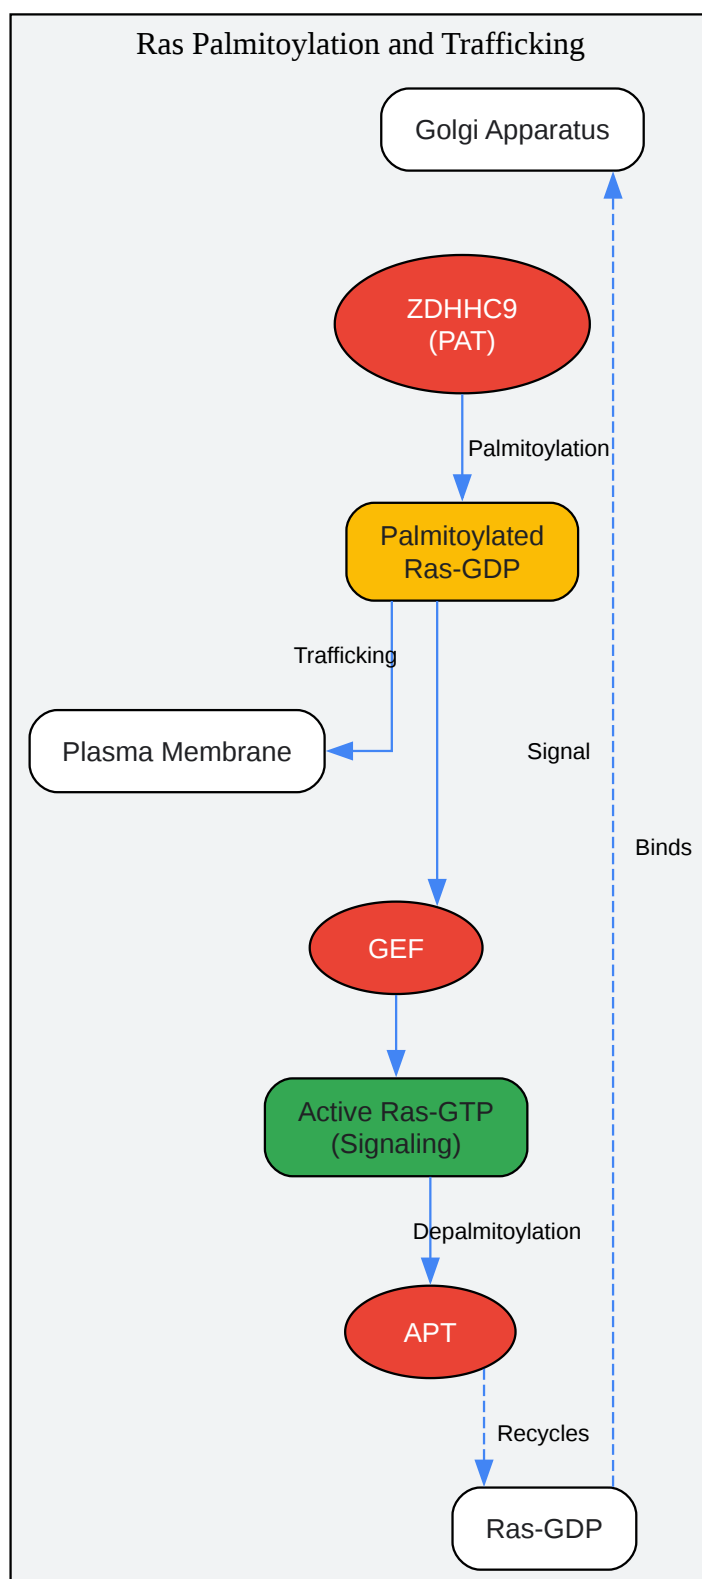 Ras Palmitoylation and Trafficking
Golgi Apparatus
ZDHHC9
(PAT)
Palmitoylation
Palmitoylated
Ras-GDP
Trafficking
Plasma Membrane
Signal
Binds
GEF
Active Ras-GTP
(Signaling)
Depalmitoylation
APT
Recycles
Ras-GDP